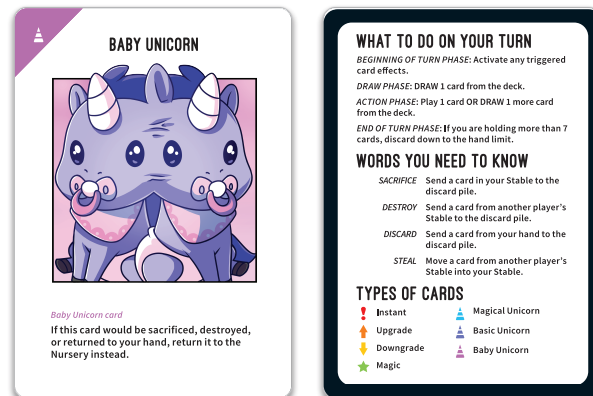 BABY UNICORN
Baby Unicorn card
If this card would be sacrificed, destroyed,
or returned to your hand, return it to the
Nursery instead.
WHAT TO DO ON YOUR TURN
BEGINNING OF TURN PHASE: Activate any triggered
card effects.
DRAW PHASE: DRAW 1 card from the deck.
ACTION PHASE: Play 1 card OR DRAW 1 more card
from the deck.
END OF TURN PHASE: If you are holding more than 7
cards, discard down to the hand limit.
WORDS YOU NEED TO KNOW
SACRIFICE Send a card in your Stable to the
discard pile.
DESTROY Send a card from another player's
Stable to the discard pile.
DISCARD Send a card from your hand to the
discard pile.
STEAL Move a card from another player's
Stable into your Stable.
TYPES OF CARDS
Instant
Upgrade
Downgrade
Magic
Magical Unicorn
Basic Unicorn
Baby Unicorn